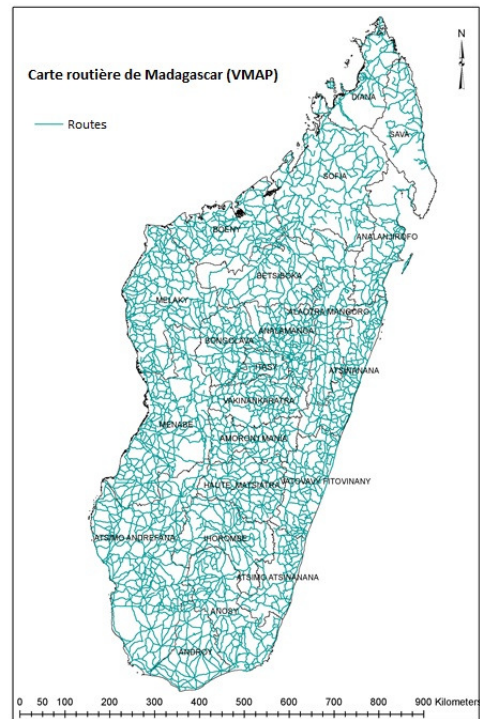 N
Carte routière de Madagascar (VMAP)
Routes
DIANA
SAVA
SOFIA
ANALANJIROFO
BOENY
BETSIBOKA
MELAKY
ALAOTRA MANGORO
ANALAMANGA
BONGOLAVA
ITASY
ATSINANANA
VAKINANKARATRA
MENABE
AMORON'I MANIA
HAUTE MATSIATRA
VATOVAVY FITOVINANY
ATSIMO ANDREFANA
IHOROMBE
ATSIMO ATSINANANA
ANOSY
ANDROY
0 50 100 200 300 400 500 600 700 800 900 Kilometers